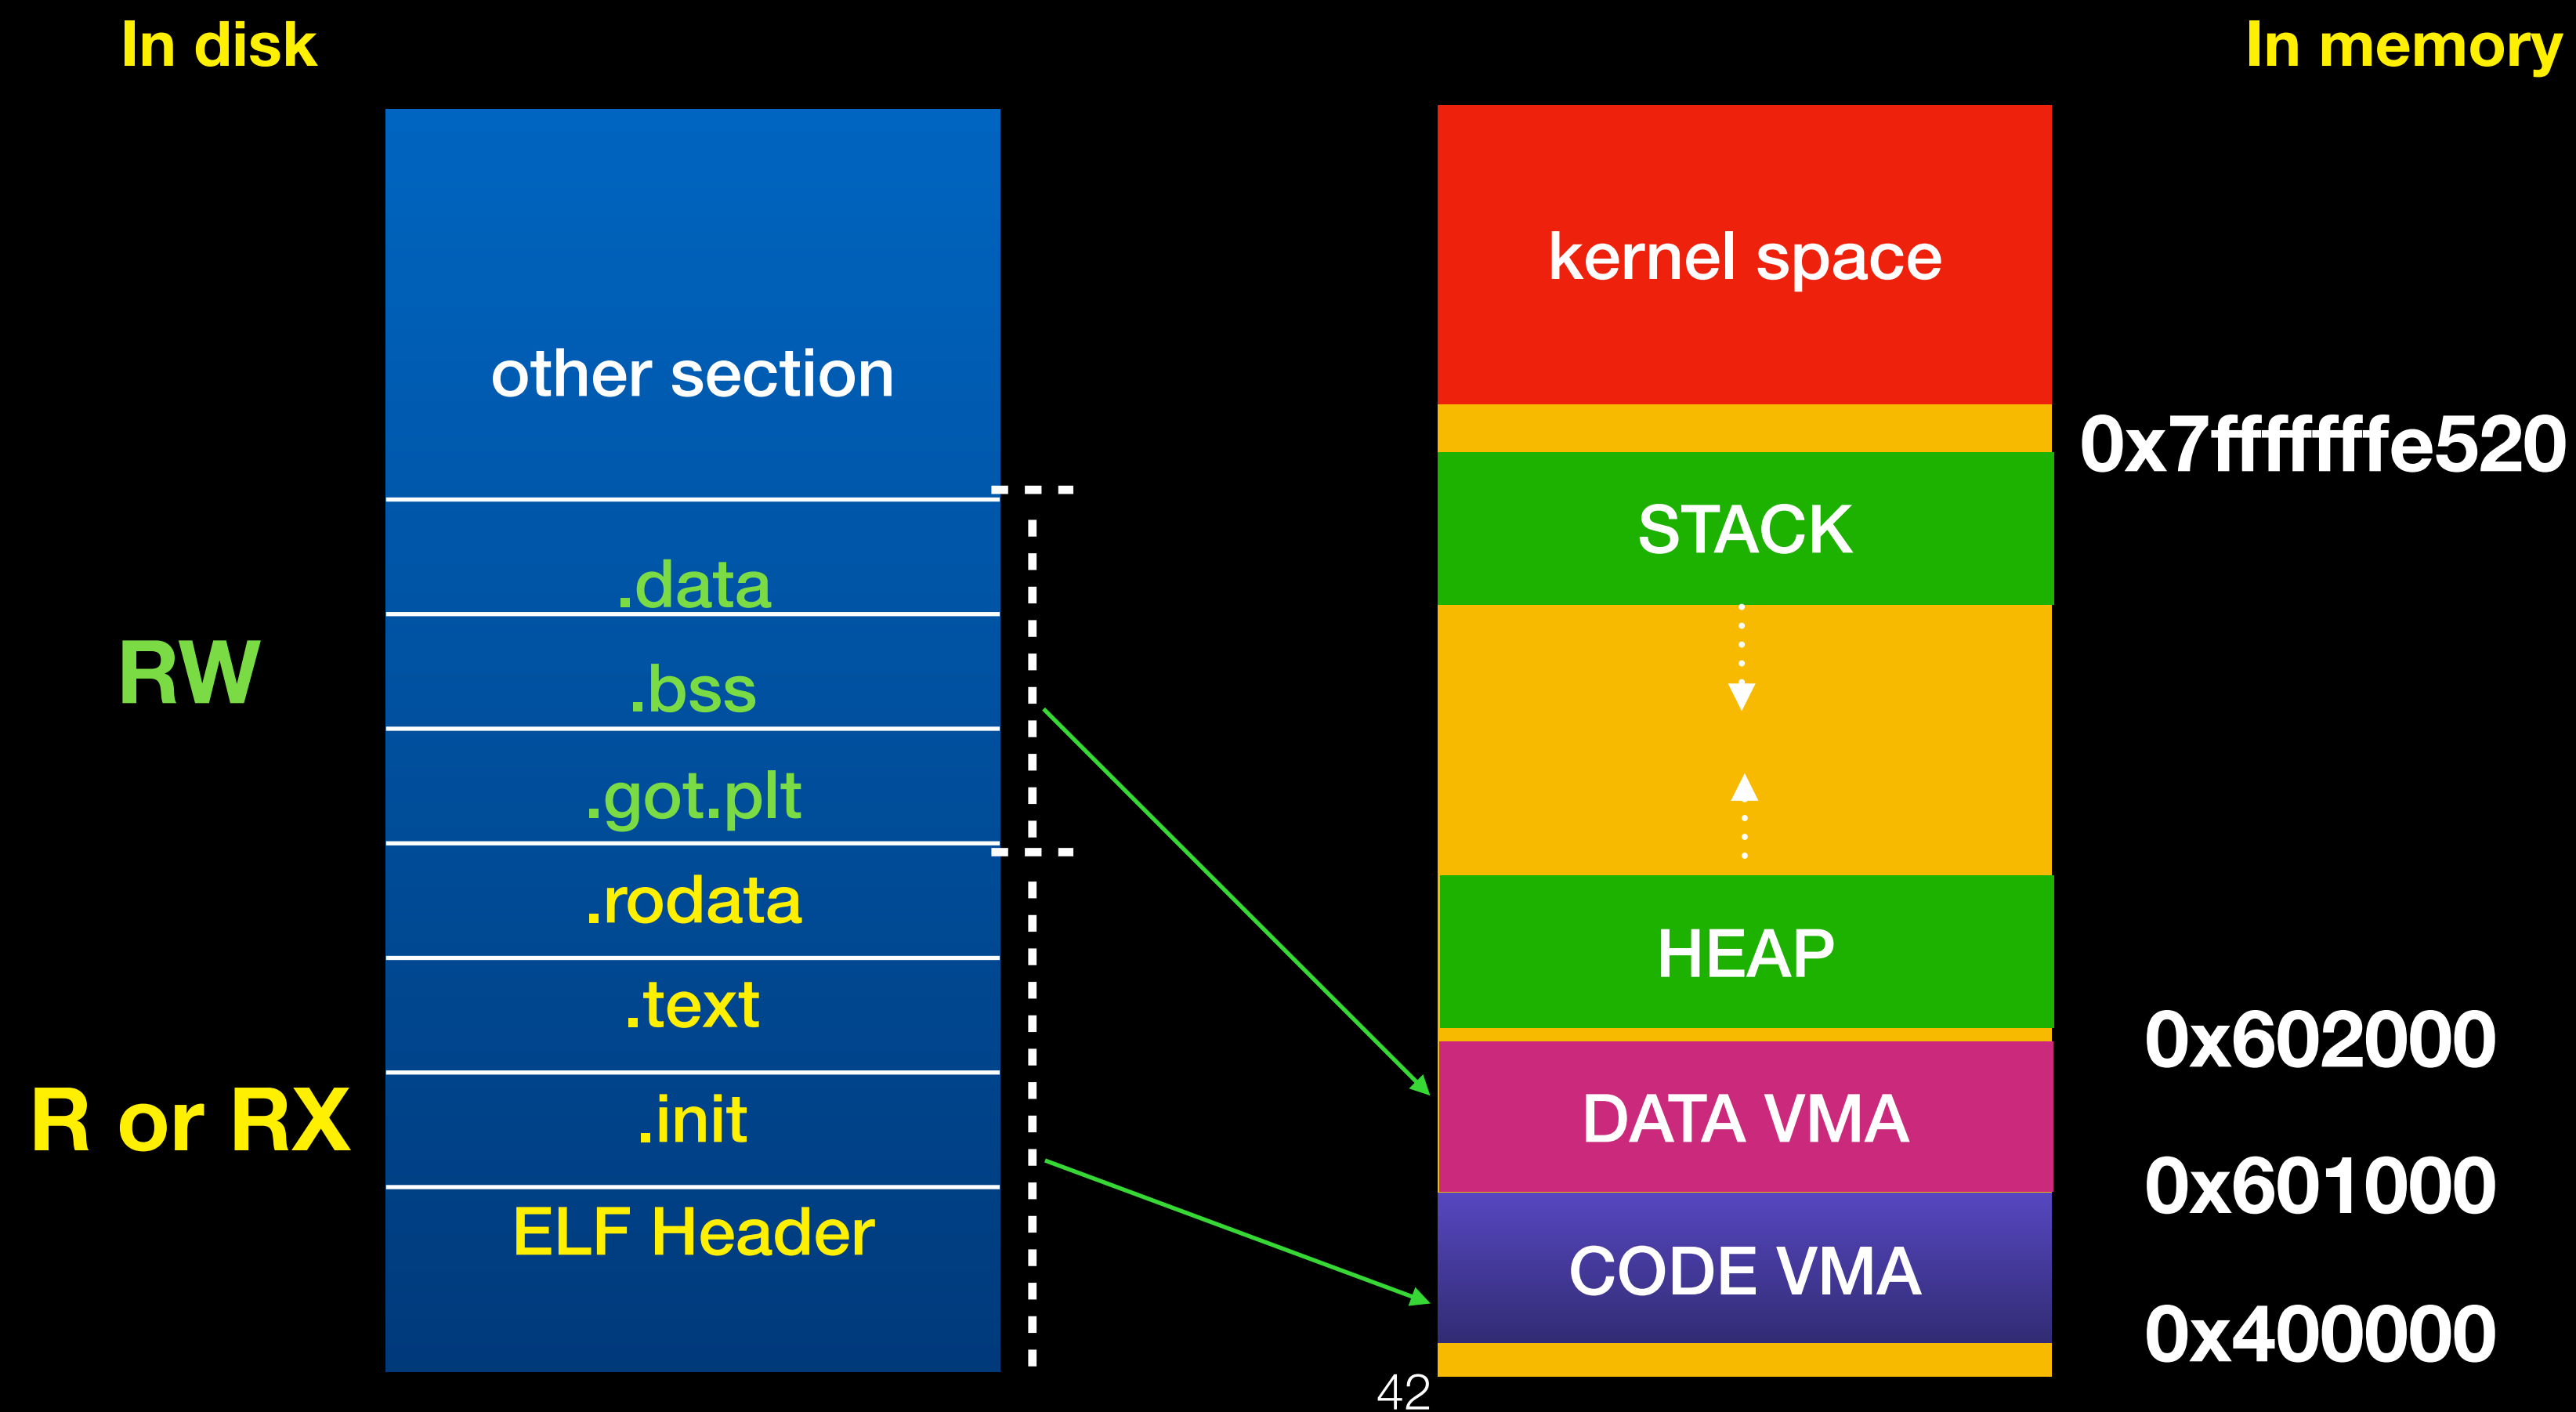 In disk
In memory
other section
.data
.bss
.got.plt
.rodata
.text
.init
ELF Header
RW
R or RX
kernel space
STACK
HEAP
DATA VMA
CODE VMA
0x7fffffffe520
0x602000
0x601000
0x400000
42